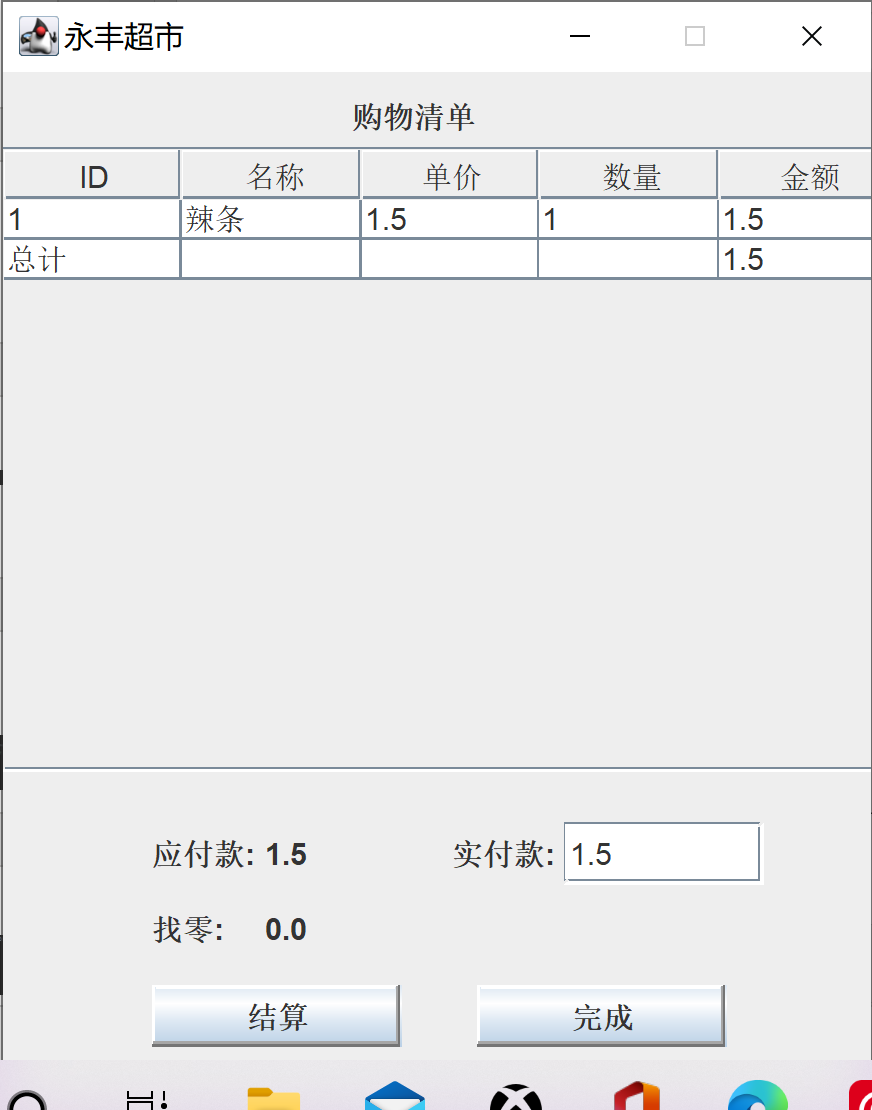 永丰超市
购物清单
ID 名称 单价 数量 金额
1 辣条 1.5 1 1.5
总计 1.5
应付款: 1.5 实付款: 1.5
找零: 0.0
结算 完成